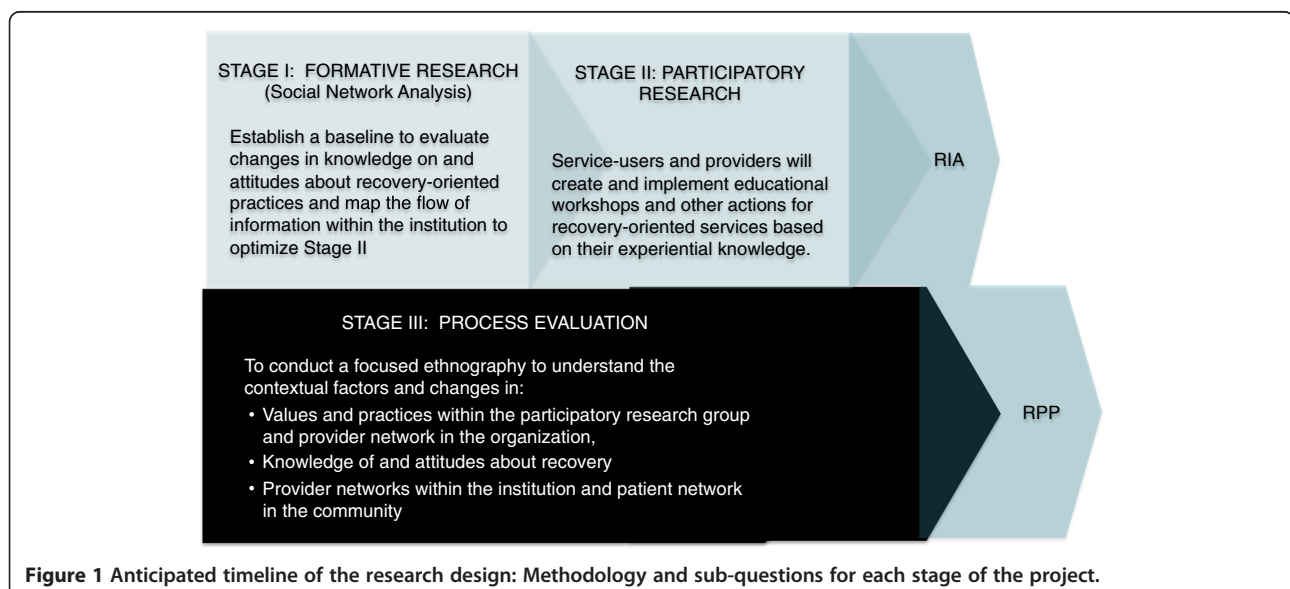 STAGE I: FORMATIVE RESEARCH
(Social Network Analysis)
Establish a baseline to evaluate
changes in knowledge on and
attitudes about recovery-oriented
practices and map the flow of
information within the institution to
optimize Stage II
STAGE II: PARTICIPATORY
RESEARCH
Service-users and providers will
create and implement educational
workshops and other actions for
recovery-oriented services based
on their experiential knowledge.
RIA
STAGE III: PROCESS EVALUATION
To conduct a focused ethnography to understand the
contextual factors and changes in:
• Values and practices within the participatory research group
and provider network in the organization,
• Knowledge of and attitudes about recovery
• Provider networks within the institution and patient network
in the community
RPP
Figure 1 Anticipated timeline of the research design: Methodology and sub-questions for each stage of the project.